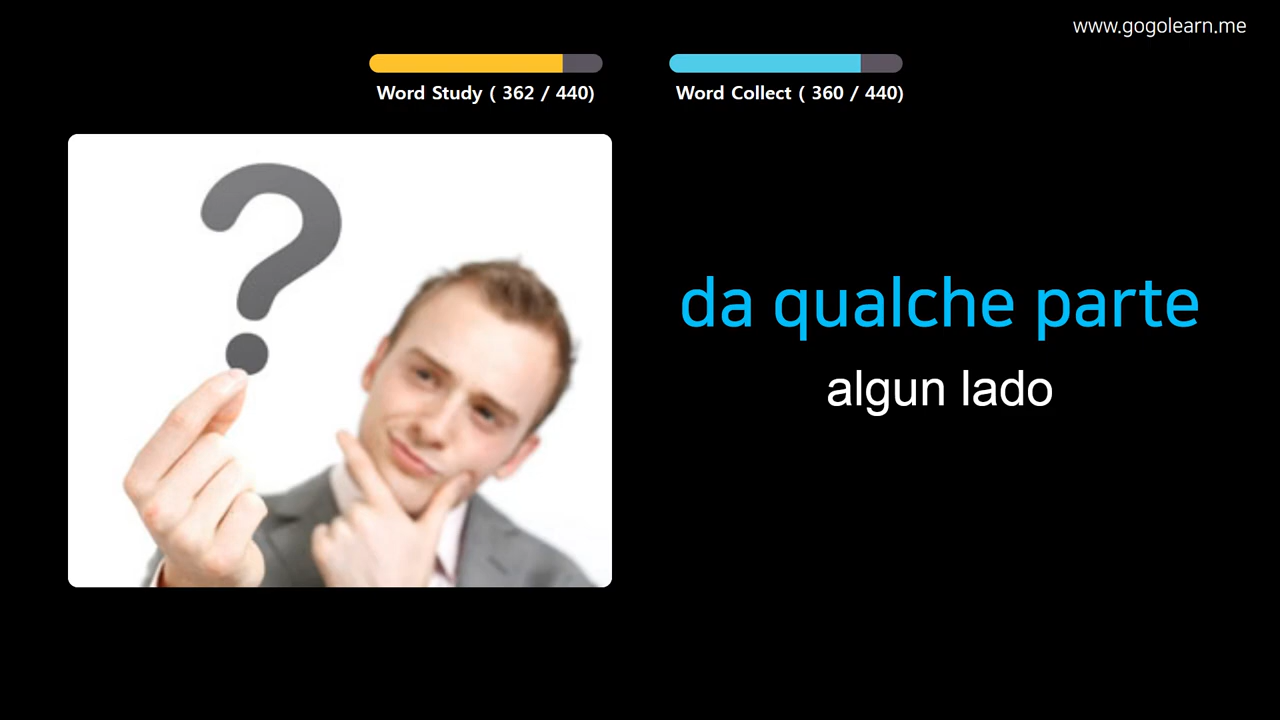 www.gogolearn.me
Word Study ( 362 / 440)
Word Collect ( 360 / 440)
?
da qualche parte
algun lado